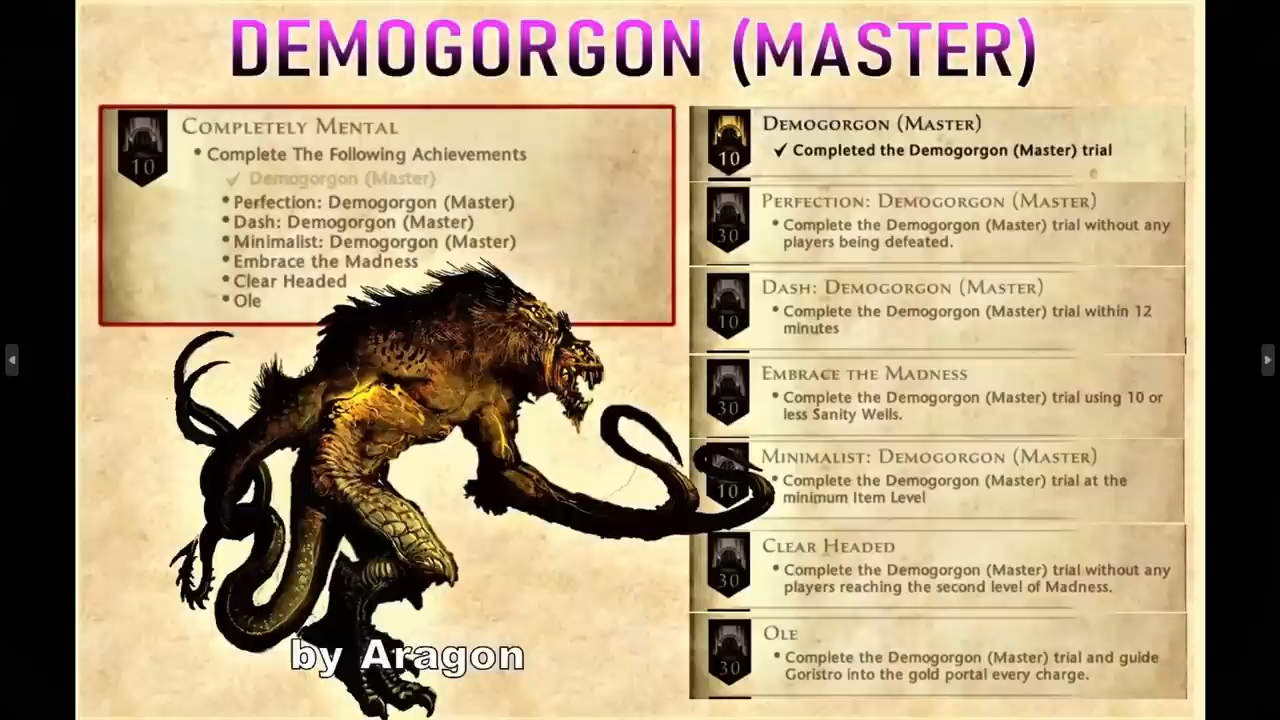 DEMOGORGON (MASTER)
COMPLETELY MENTAL
10
• Complete The Following Achievements
✓ Demogorgon (Master)
• Perfection: Demogorgon (Master)
• Dash: Demogorgon (Master)
• Minimalist: Demogorgon (Master)
• Embrace the Madness
• Clear Headed
• Ole
by Aragon
DEMOGORGON (MASTER)
10
✓ Completed the Demogorgon (Master) trial
PERFECTION: DEMOGORGON (MASTER)
30
• Complete the Demogorgon (Master) trial without any
players being defeated.
DASH: DEMOGORGON (MASTER)
10
• Complete the Demogorgon (Master) trial within 12
minutes
EMBRACE THE MADNESS
30
• Complete the Demogorgon (Master) trial using 10 or
less Sanity Wells.
MINIMALIST: DEMOGORGON (MASTER)
10
• Complete the Demogorgon (Master) trial at the
minimum Item Level
CLEAR HEADED
30
• Complete the Demogorgon (Master) trial without any
players reaching the second level of Madness.
OLE
30
• Complete the Demogorgon (Master) trial and guide
Goristro into the gold portal every charge.